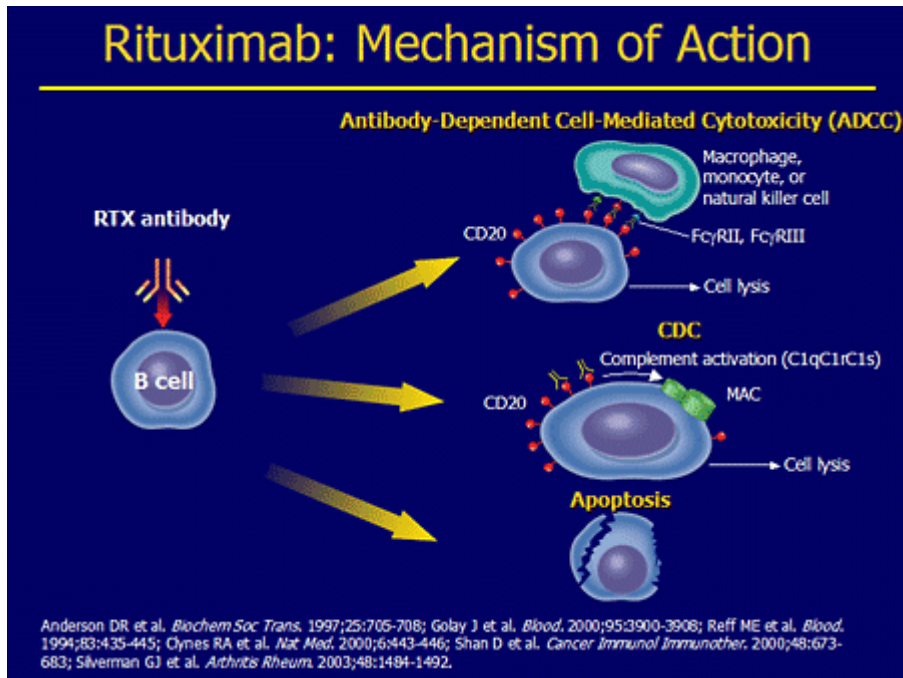 Rituximab: Mechanism of Action
Antibody-Dependent Cell-Mediated Cytotoxicity (ADCC)
Macrophage,
monocyte, or
natural killer cell
RTX antibody
CD20
FcγRII, FcγRIII
Cell lysis
B cell
CDC
Complement activation (C1qC1rC1s)
MAC
CD20
Cell lysis
Apoptosis
Anderson DR et al. Biochem Soc Trans. 1997;25:705-708; Golay J et al. Blood. 2000;95:3900-3908; Reff ME et al. Blood.
1994;83:435-445; Clynes RA et al. Nat Med. 2000;6:443-446; Shan D et al. Cancer Immunol Immunother. 2000;48:673-
683; Silverman GJ et al. Arthritis Rheum. 2003;48:1484-1492.